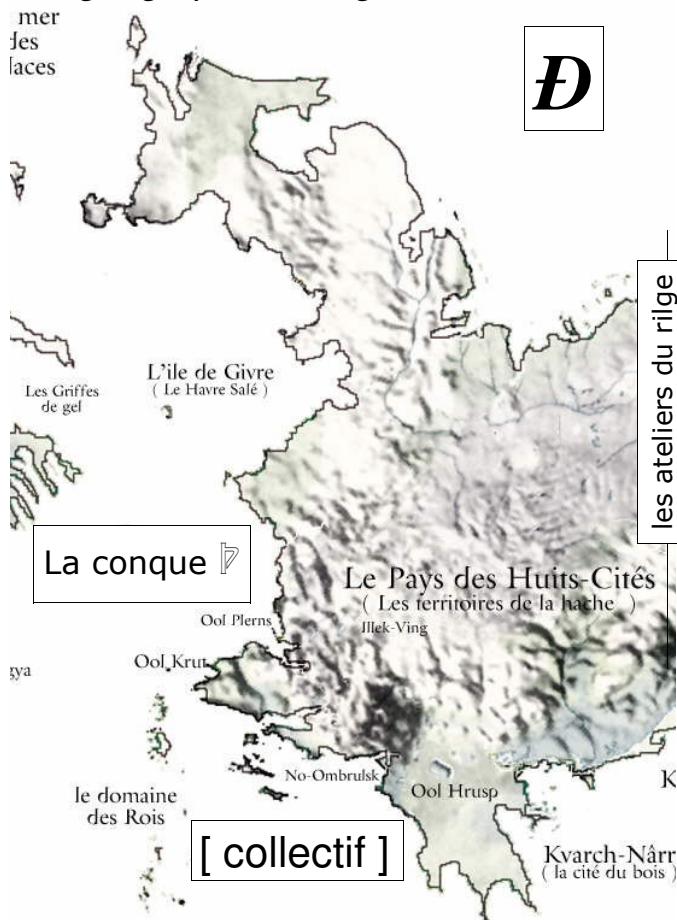 mer
des
laces
Ð
les ateliers du rilge
L'ile de Givre
( Le Havre Salé )
Les Griffes
de gel
La conque
Le Pays des Huits-Cités
( Les territoires de la hache )
Illek-Ving
Ool Plerns
Ool Krut
gya
No-Ombrulsk
Ool Hrusp
K
le domaine
des Rois
[ collectif ]
Kvarch-Nârr
( la cité du bois )